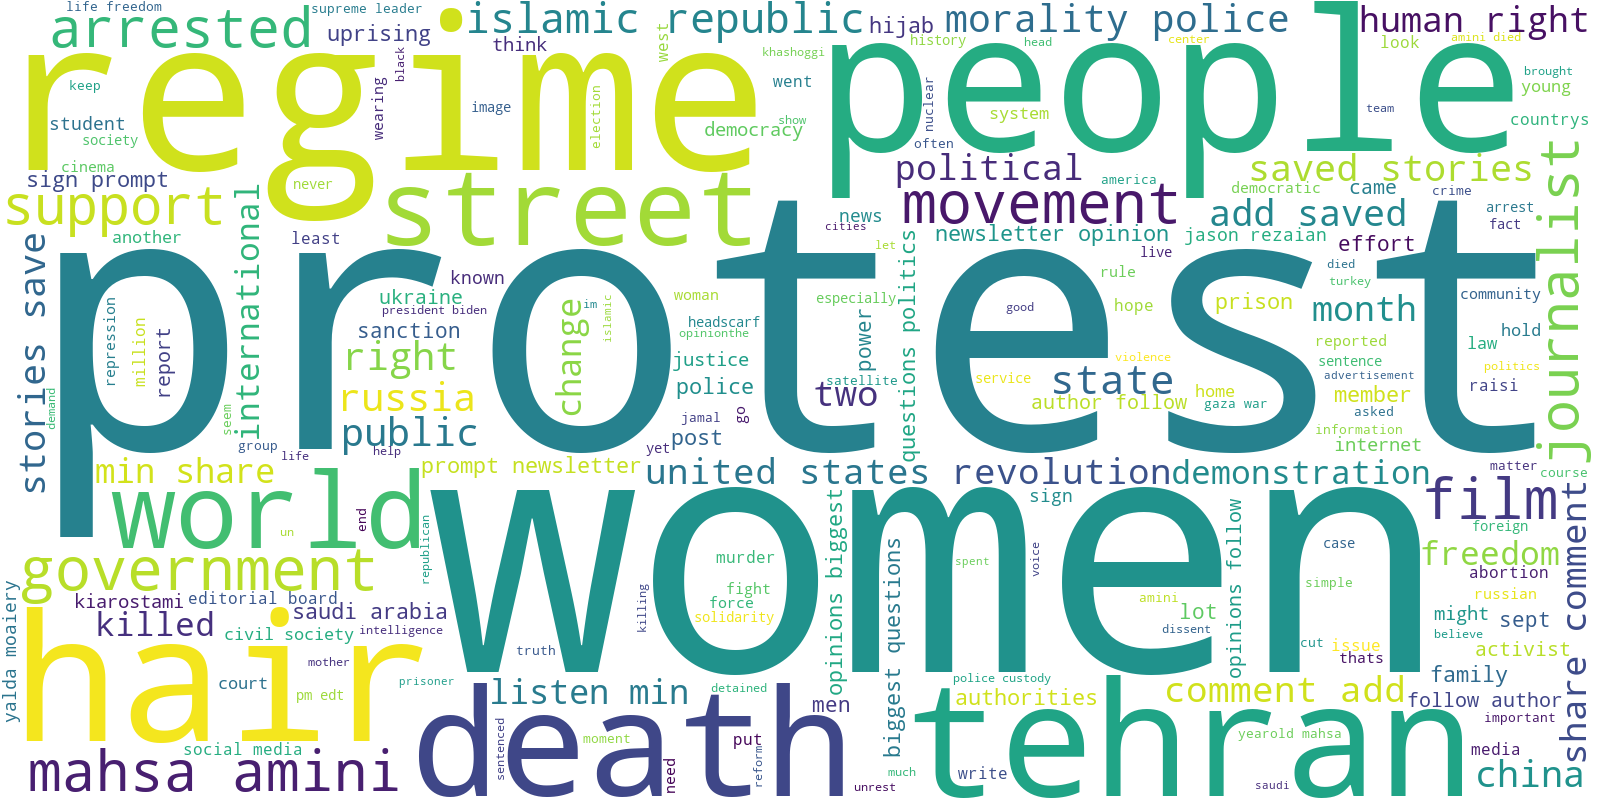 life freedom
supreme leader
arrested
uprising
islamic republic
hijab
morality police
human right
regime
people
think
west
khashoggi
history
head
center
look
amini died
keep
black
went
brought
young
wearing
image
election
nuclear
team
student
society
democracy
show
system
often
countrys
cinema
sign prompt
never
political
america
saved stories
democratic
came
crime
journalist
support
international
street
movement
add saved
arrest
fact
another
least
news
cities
newsletter opinion
jason rezaian
effort
protest
stories save
known
let
live
died
turkey
questions politics
rule
ukraine
president biden
im
islamic
woman
especially
hope
prison
month
community
repression
million
report
sanction
change
headscarf
opinionthe
power
good
reported
hold
law
right
justice
violence
sentence
advertisement
politics
demand
seem
russia
police
satellite
service
state
home
member
raisi
two
author follow
gaza war
asked
public
jamal
go
post
information
internet
group
life
help
yet
min share
prompt newsletter
united states
revolution
demonstration
matter
course
world
women
sign
film
end
un
republican
opinions biggest
biggest questions
opinions follow
foreign
share comment
government
murder
fight
force
solidarity
spent
voice
case
freedom
abortion
yalda moaiery
kiarostami
editorial board
saudi arabia
killing
amini
lot
simple
russian
might
sept
believe
killed
civil society
intelligence
dissent
cut
issue
thats
activist
hair
mother
truth
court
prisoner
police custody
family
pm edt
listen min
detained
men
authorities
comment add
follow author
important
death
tehran
social media
sentenced
moment
put
yearold mahsa
media
mahsa amini
need
reform
much
write
china
unrest
saudi